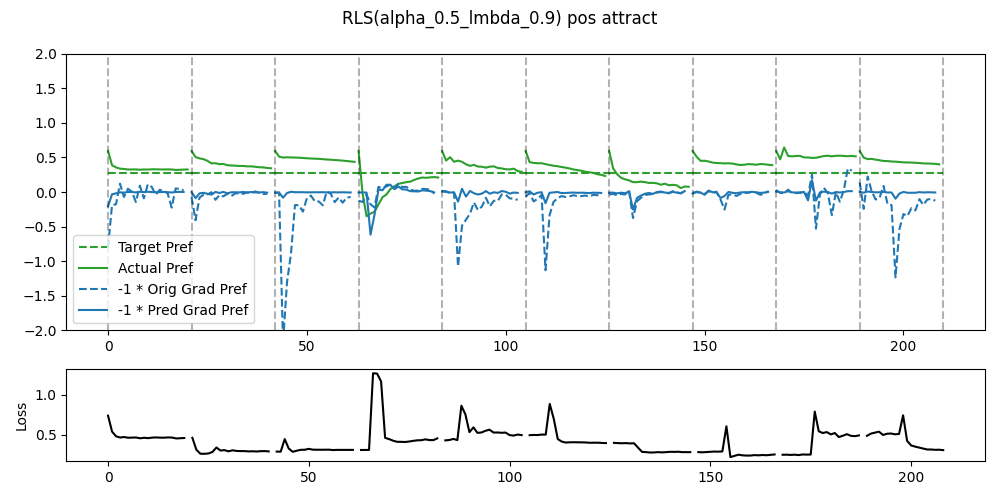 RLS(alpha_0.5_lmbda_0.9) pos attract
2.0
1.5
1.0
0.5
0.0
−0.5
−1.0
−1.5
−2.0
Target Pref
Actual Pref
-1 * Orig Grad Pref
-1 * Pred Grad Pref
0 50 100 150 200
Loss
1.0
0.5
0 50 100 150 200